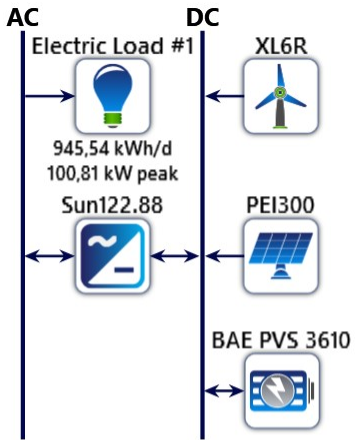 AC
DC
Electric Load #1
XL6R
945,54 kWh/d
100,81 kW peak
Sun122.88
PEI300
BAE PVS 3610